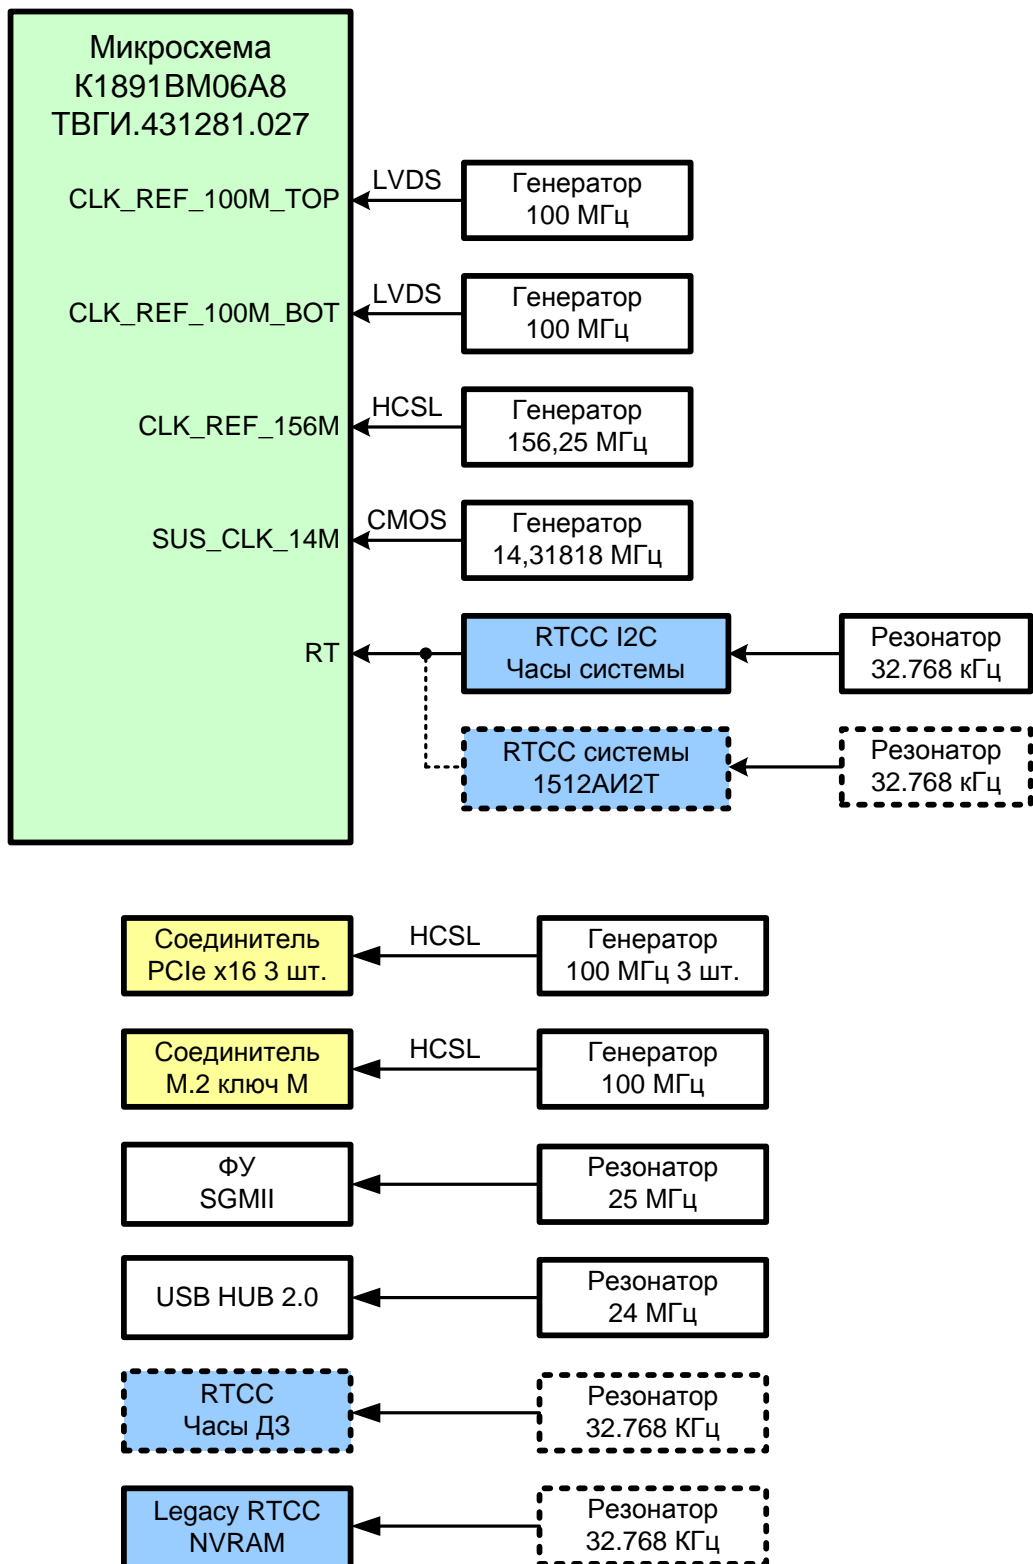 Микросхема
К1891ВМ06А8
ТВГИ.431281.027
CLK_REF_100M_TOP
LVDS
Генератор
100 МГц
CLK_REF_100M_BOT
LVDS
Генератор
100 МГц
CLK_REF_156M
HCSL
Генератор
156,25 МГц
SUS_CLK_14M
CMOS
Генератор
14,31818 МГц
RT
RTCC I2C
Часы системы
Резонатор
32.768 кГц
RTCC системы
1512АИ2Т
Резонатор
32.768 кГц
Соединитель
PCIe x16 3 шт.
HCSL
Генератор
100 МГц 3 шт.
Соединитель
M.2 ключ M
HCSL
Генератор
100 МГц
ФУ
SGMII
Резонатор
25 МГц
USB HUB 2.0
Резонатор
24 МГц
RTCC
Часы ДЗ
Резонатор
32.768 КГц
Legacy RTCC
NVRAM
Резонатор
32.768 КГц